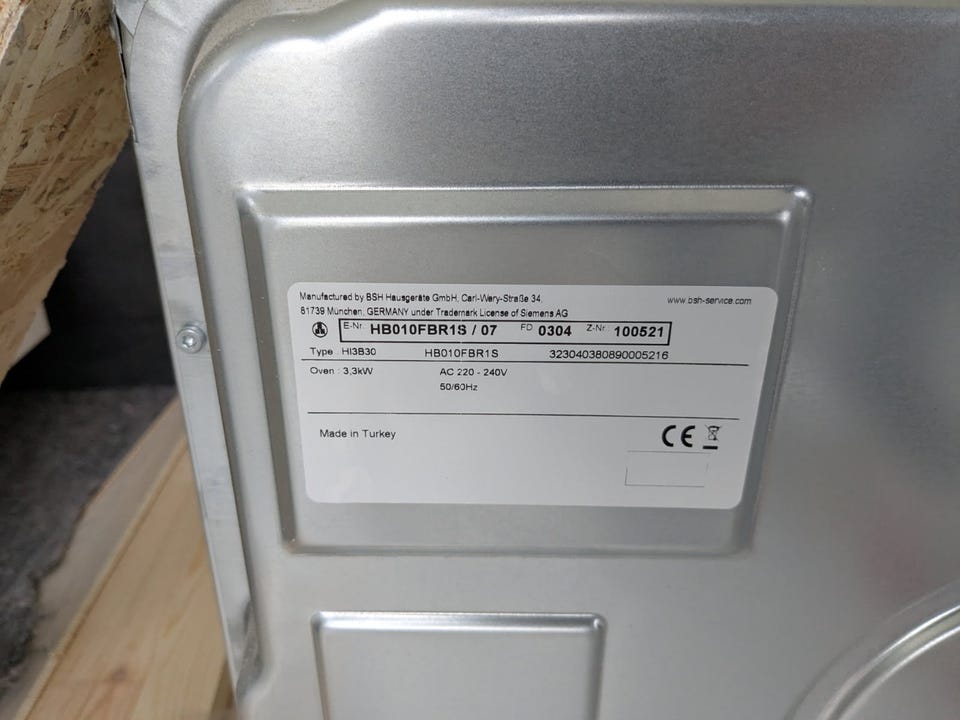 Manufactured by BSH Hausgeräte GmbH, Carl-Wery-Straße 34, www.bsh-service.com
81739 München, GERMANY under Trademark License of Siemens AG
E-Nr. HB010FBR1S / 07 FD 0304 Z-Nr. 100521
Type : HI3B30 HB010FBR1S 323040380890005216
Oven : 3,3kW AC 220 - 240V
50/60Hz
Made in Turkey CE